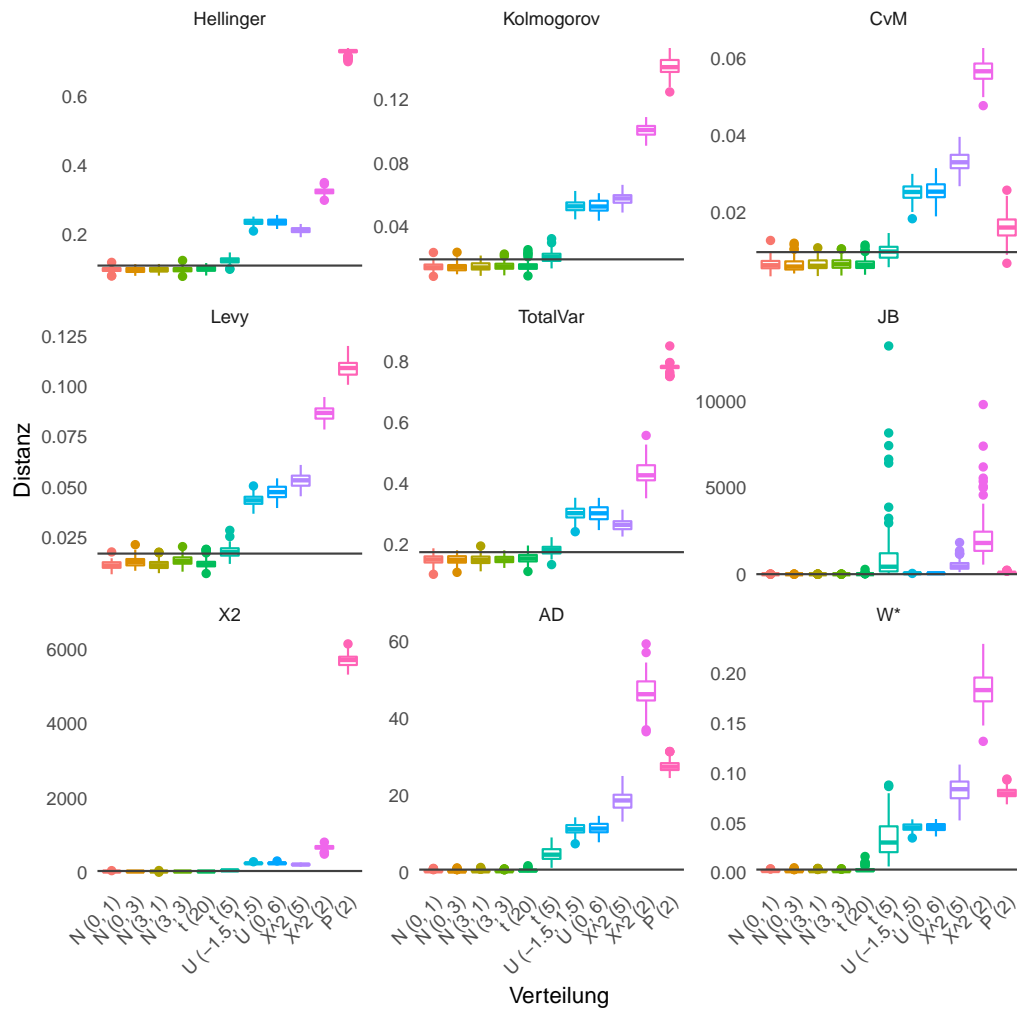 Hellinger
Kolmogorov
CvM
0.6
0.4
0.2
0.12
0.08
0.04
0.06
0.04
0.02
Levy
TotalVar
JB
0.125
0.100
0.075
0.050
0.025
0.8
0.6
0.4
0.2
10000
5000
0
X2
AD
W*
6000
4000
2000
0
60
40
20
0
0.20
0.15
0.10
0.05
0.00
N (0, 1)
N (0, 3)
N (3, 1)
N (3, 3)
t (20)
t (5)
U (−1.5, 1.5)
U (0, 6)
X^2 (5)
X^2 (2)
P (2)
N (0, 1)
N (0, 3)
N (3, 1)
N (3, 3)
t (20)
t (5)
U (−1.5, 1.5)
U (0, 6)
X^2 (5)
X^2 (2)
P (2)
N (0, 1)
N (0, 3)
N (3, 1)
N (3, 3)
t (20)
t (5)
U (−1.5, 1.5)
U (0, 6)
X^2 (5)
X^2 (2)
P (2)
Distanz
Verteilung